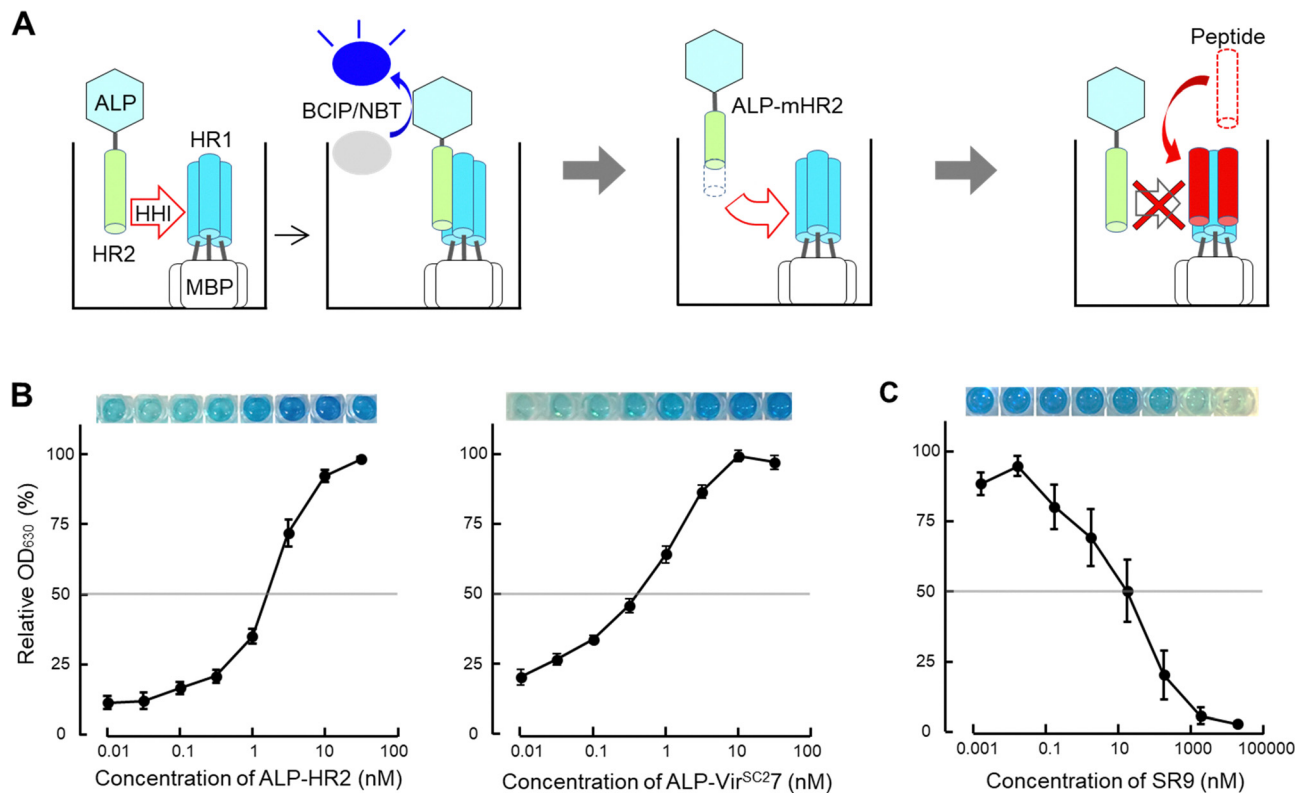 A
ALP
HR2
HHI
HR1
MBP
BCIP/NBT
ALP-mHR2
Peptide
B
Relative OD630 (%)
100
75
50
25
0
0.01 0.1 1 10 100
Concentration of ALP-HR2 (nM)
100
75
50
25
0
0.01 0.1 1 10 100
Concentration of ALP-VirSC27 (nM)
C
100
75
50
25
0
0.001 0.1 10 1000 100000
Concentration of SR9 (nM)